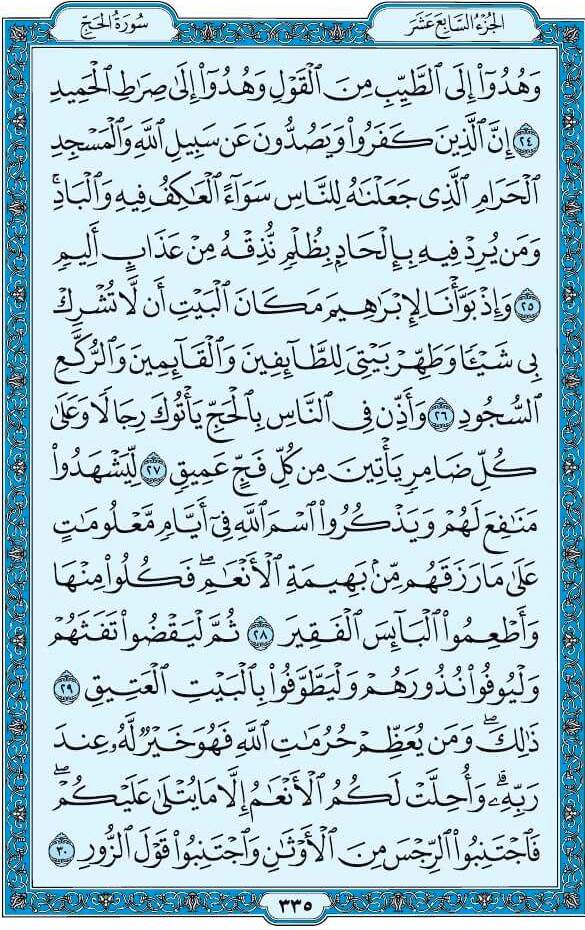 الجزء السابع عشر
سورة الحج
وَهُدُوٓاْ إِلَى ٱلطَّيِّبِ مِنَ ٱلۡقَوۡلِ وَهُدُوٓاْ إِلَىٰ صِرَٰطِ ٱلۡحَمِيدِ
٢٤ إِنَّ ٱلَّذِينَ كَفَرُواْ وَيَصُدُّونَ عَن سَبِيلِ ٱللَّهِ وَٱلۡمَسۡجِدِ
ٱلۡحَرَامِ ٱلَّذِي جَعَلۡنَٰهُ لِلنَّاسِ سَوَآءً ٱلۡعَٰكِفُ فِيهِ وَٱلۡبَادِۚ
وَمَن يُرِدۡ فِيهِ بِإِلۡحَادِۭ بِظُلۡمٖ نُّذِقۡهُ مِنۡ عَذَابٍ أَلِيمٖ
٢٥ وَإِذۡ بَوَّأۡنَا لِإِبۡرَٰهِيمَ مَكَانَ ٱلۡبَيۡتِ أَن لَّا تُشۡرِكۡ
بِي شَيۡـٔٗا وَطَهِّرۡ بَيۡتِيَ لِلطَّآئِفِينَ وَٱلۡقَآئِمِينَ وَٱلرُّكَّعِ
ٱلسُّجُودِ ٢٦ وَأَذِّن فِي ٱلنَّاسِ بِٱلۡحَجِّ يَأۡتُوكَ رِجَالٗا وَعَلَىٰ
كُلِّ ضَامِرٖ يَأۡتِينَ مِن كُلِّ فَجٍّ عَمِيقٖ ٢٧ لِّيَشۡهَدُواْ
مَنَٰفِعَ لَهُمۡ وَيَذۡكُرُواْ ٱسۡمَ ٱللَّهِ فِيٓ أَيَّامٖ مَّعۡلُومَٰتٍ
عَلَىٰ مَا رَزَقَهُم مِّنۢ بَهِيمَةِ ٱلۡأَنۡعَٰمِۖ فَكُلُواْ مِنۡهَا
وَأَطۡعِمُواْ ٱلۡبَآئِسَ ٱلۡفَقِيرَ ٢٨ ثُمَّ لۡيَقۡضُواْ تَفَثَهُمۡ
وَلۡيُوفُواْ نُذُورَهُمۡ وَلۡيَطَّوَّفُواْ بِٱلۡبَيۡتِ ٱلۡعَتِيقِ ٢٩
ذَٰلِكَۖ وَمَن يُعَظِّمۡ حُرُمَٰتِ ٱللَّهِ فَهُوَ خَيۡرٞ لَّهُۥ عِندَ
رَبِّهِۦۗ وَأُحِلَّتۡ لَكُمُ ٱلۡأَنۡعَٰمُ إِلَّا مَا يُتۡلَىٰ عَلَيۡكُمۡۖ
فَٱجۡتَنِبُواْ ٱلرِّجۡسَ مِنَ ٱلۡأَوۡثَٰنِ وَٱجۡتَنِبُواْ قَوۡلَ ٱلزُّورِ ٣٠
٣٣٥